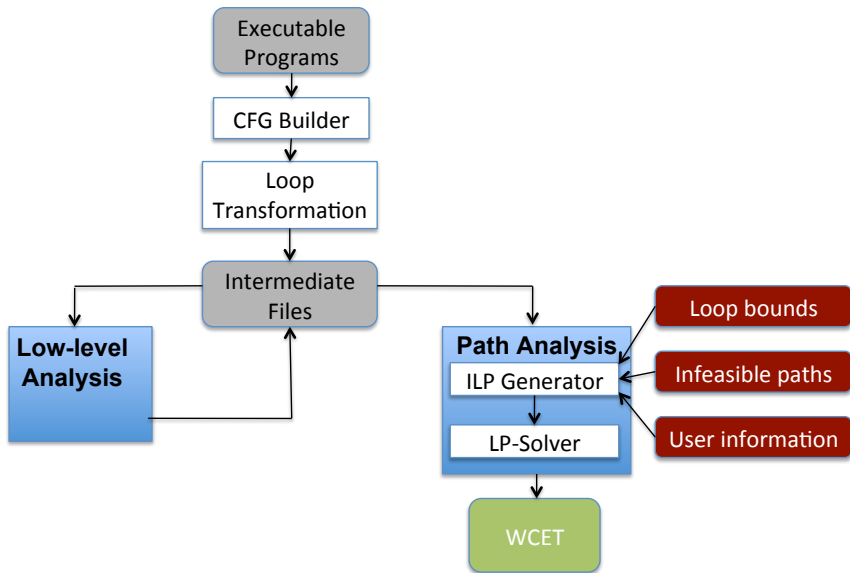 Executable
Programs
CFG Builder
Loop
Transformation
Intermediate
Files
Low-level
Analysis
Path Analysis
ILP Generator
LP-Solver
Loop bounds
Infeasible paths
User information
WCET